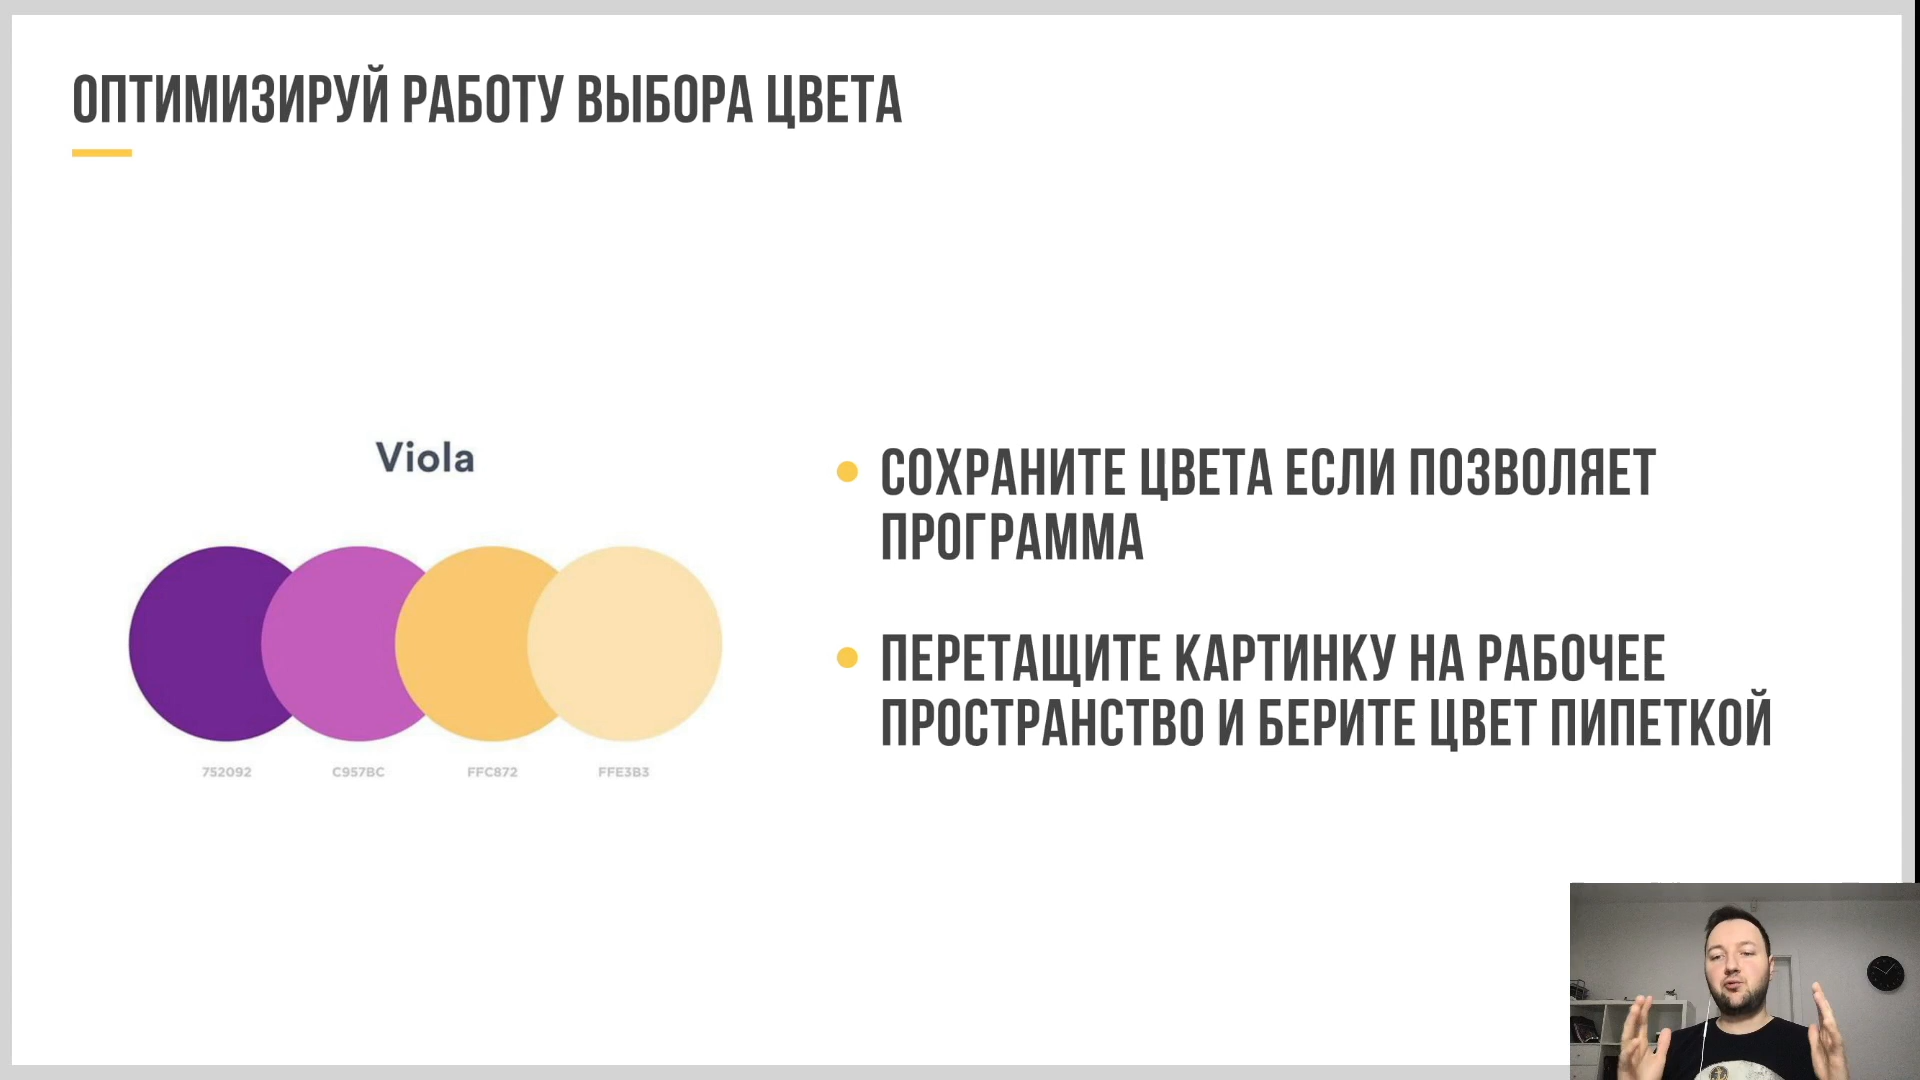 ОПТИМИЗИРУЙ РАБОТУ ВЫБОРА ЦВЕТА
Viola
752092 C957BC FFC872 FFE3B3
СОХРАНИТЕ ЦВЕТА ЕСЛИ ПОЗВОЛЯЕТ
ПРОГРАММА
ПЕРЕТАЩИТЕ КАРТИНКУ НА РАБОЧЕЕ
ПРОСТРАНСТВО И БЕРИТЕ ЦВЕТ ПИПЕТКОЙ